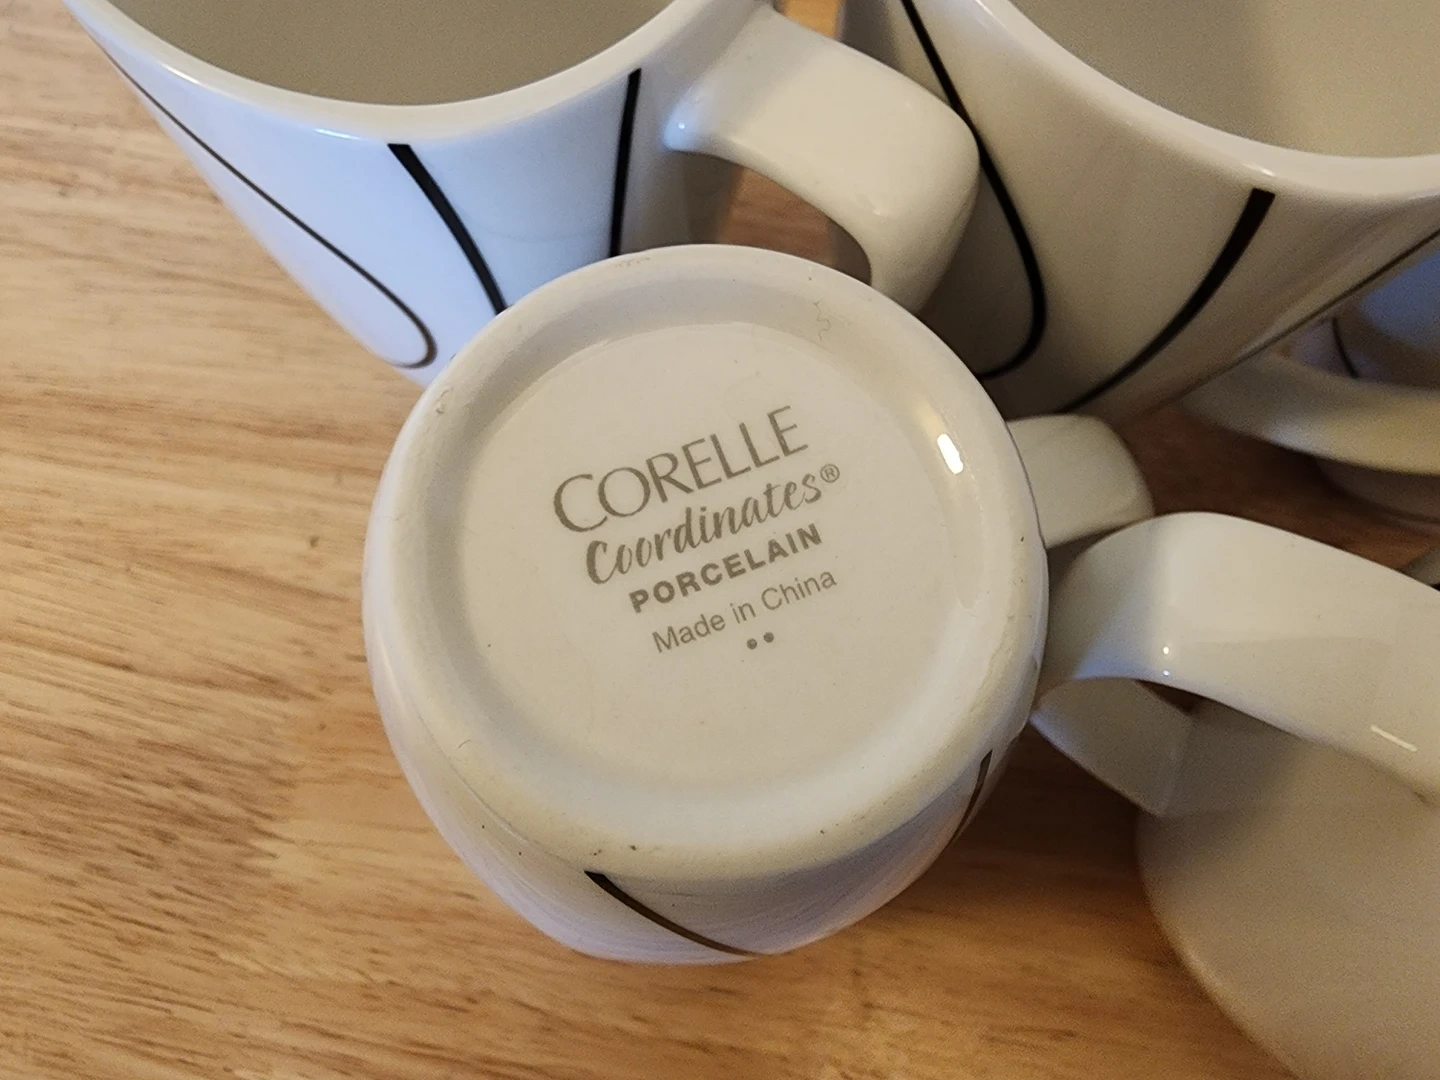 CORELLE
Coordinates®
PORCELAIN
Made in China